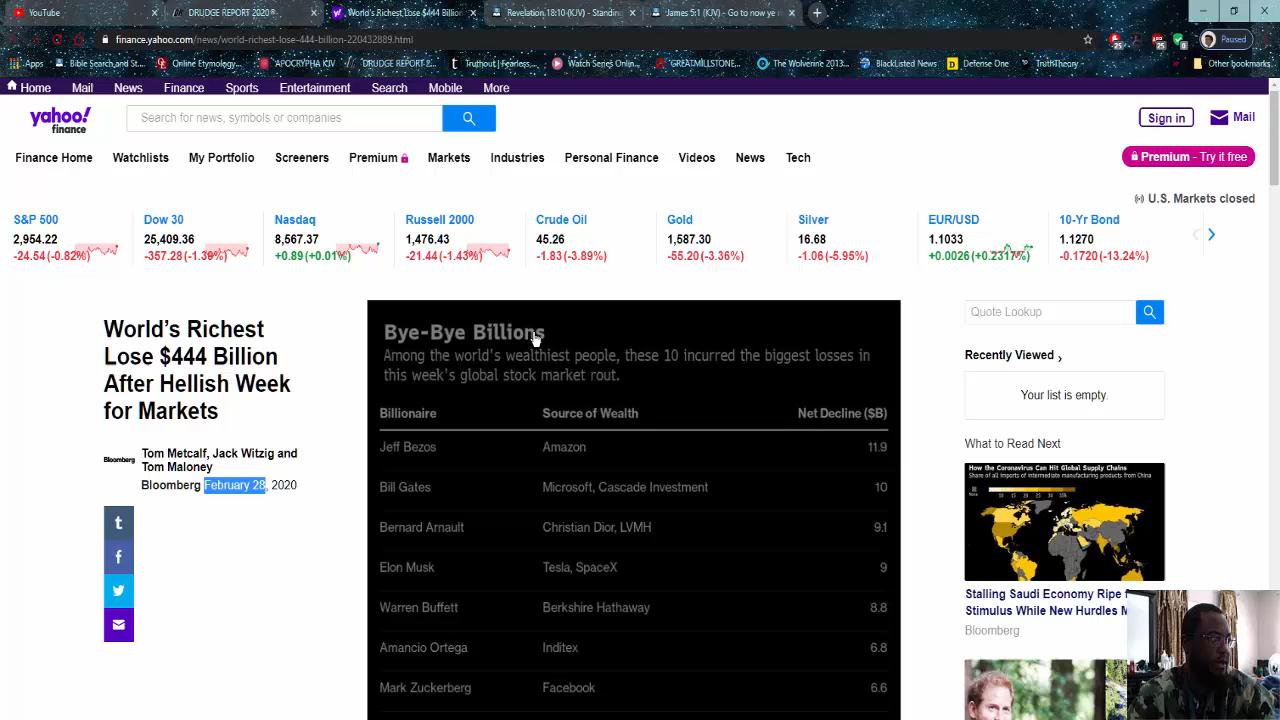 YouTube
DRUDGE REPORT 2020®
World's Richest Lose $444 Billion
Revelation 18:10 (KJV) - Standin
James 5:1 (KJV) - Go to now ye r
finance.yahoo.com/news/world-richest-lose-444-billion-220432889.html
Paused
Apps
Bible Search and St...
Online Etymology...
APOCRYPHA KJV
DRUDGE REPORT 2...
Truthout | Fearless,...
Watch Series Onlin...
"GREATMILLSTONE...
The Wolverine 2013...
BlackListed News
Defense One
TruthTheory
Other bookmarks
Home
Mail
News
Finance
Sports
Entertainment
Search
Mobile
More
yahoo!
finance
Search for news, symbols or companies
Sign in
Mail
Finance Home
Watchlists
My Portfolio
Screeners
Premium
Markets
Industries
Personal Finance
Videos
News
Tech
Premium - Try it free
U.S. Markets closed
S&P 500
2,954.22
-24.54 (-0.82%)
Dow 30
25,409.36
-357.28 (-1.39%)
Nasdaq
8,567.37
+0.89 (+0.01%)
Russell 2000
1,476.43
-21.44 (-1.43%)
Crude Oil
45.26
-1.83 (-3.89%)
Gold
1,587.30
-55.20 (-3.36%)
Silver
16.68
-1.06 (-5.95%)
EUR/USD
1.1033
+0.0026 (+0.2317%)
10-Yr Bond
1.1270
-0.1720 (-13.24%)
World's Richest
Lose $444 Billion
After Hellish Week
for Markets
Bloomberg
Tom Metcalf, Jack Witzig and
Tom Maloney
Bloomberg February 28, 2020
Bye-Bye Billions
Among the world's wealthiest people, these 10 incurred the biggest losses in
this week's global stock market rout.
Billionaire Source of Wealth Net Decline ($B)
Jeff Bezos Amazon 11.9
Bill Gates Microsoft, Cascade Investment 10
Bernard Arnault Christian Dior, LVMH 9.1
Elon Musk Tesla, SpaceX 9
Warren Buffett Berkshire Hathaway 8.8
Amancio Ortega Inditex 6.8
Mark Zuckerberg Facebook 6.6
Quote Lookup
Recently Viewed
Your list is empty.
What to Read Next
How the Coronavirus Can Hit Global Supply Chains
Share of all imports of intermediate manufacturing products from China
Stalling Saudi Economy Ripe f
Stimulus While New Hurdles M
Bloomberg